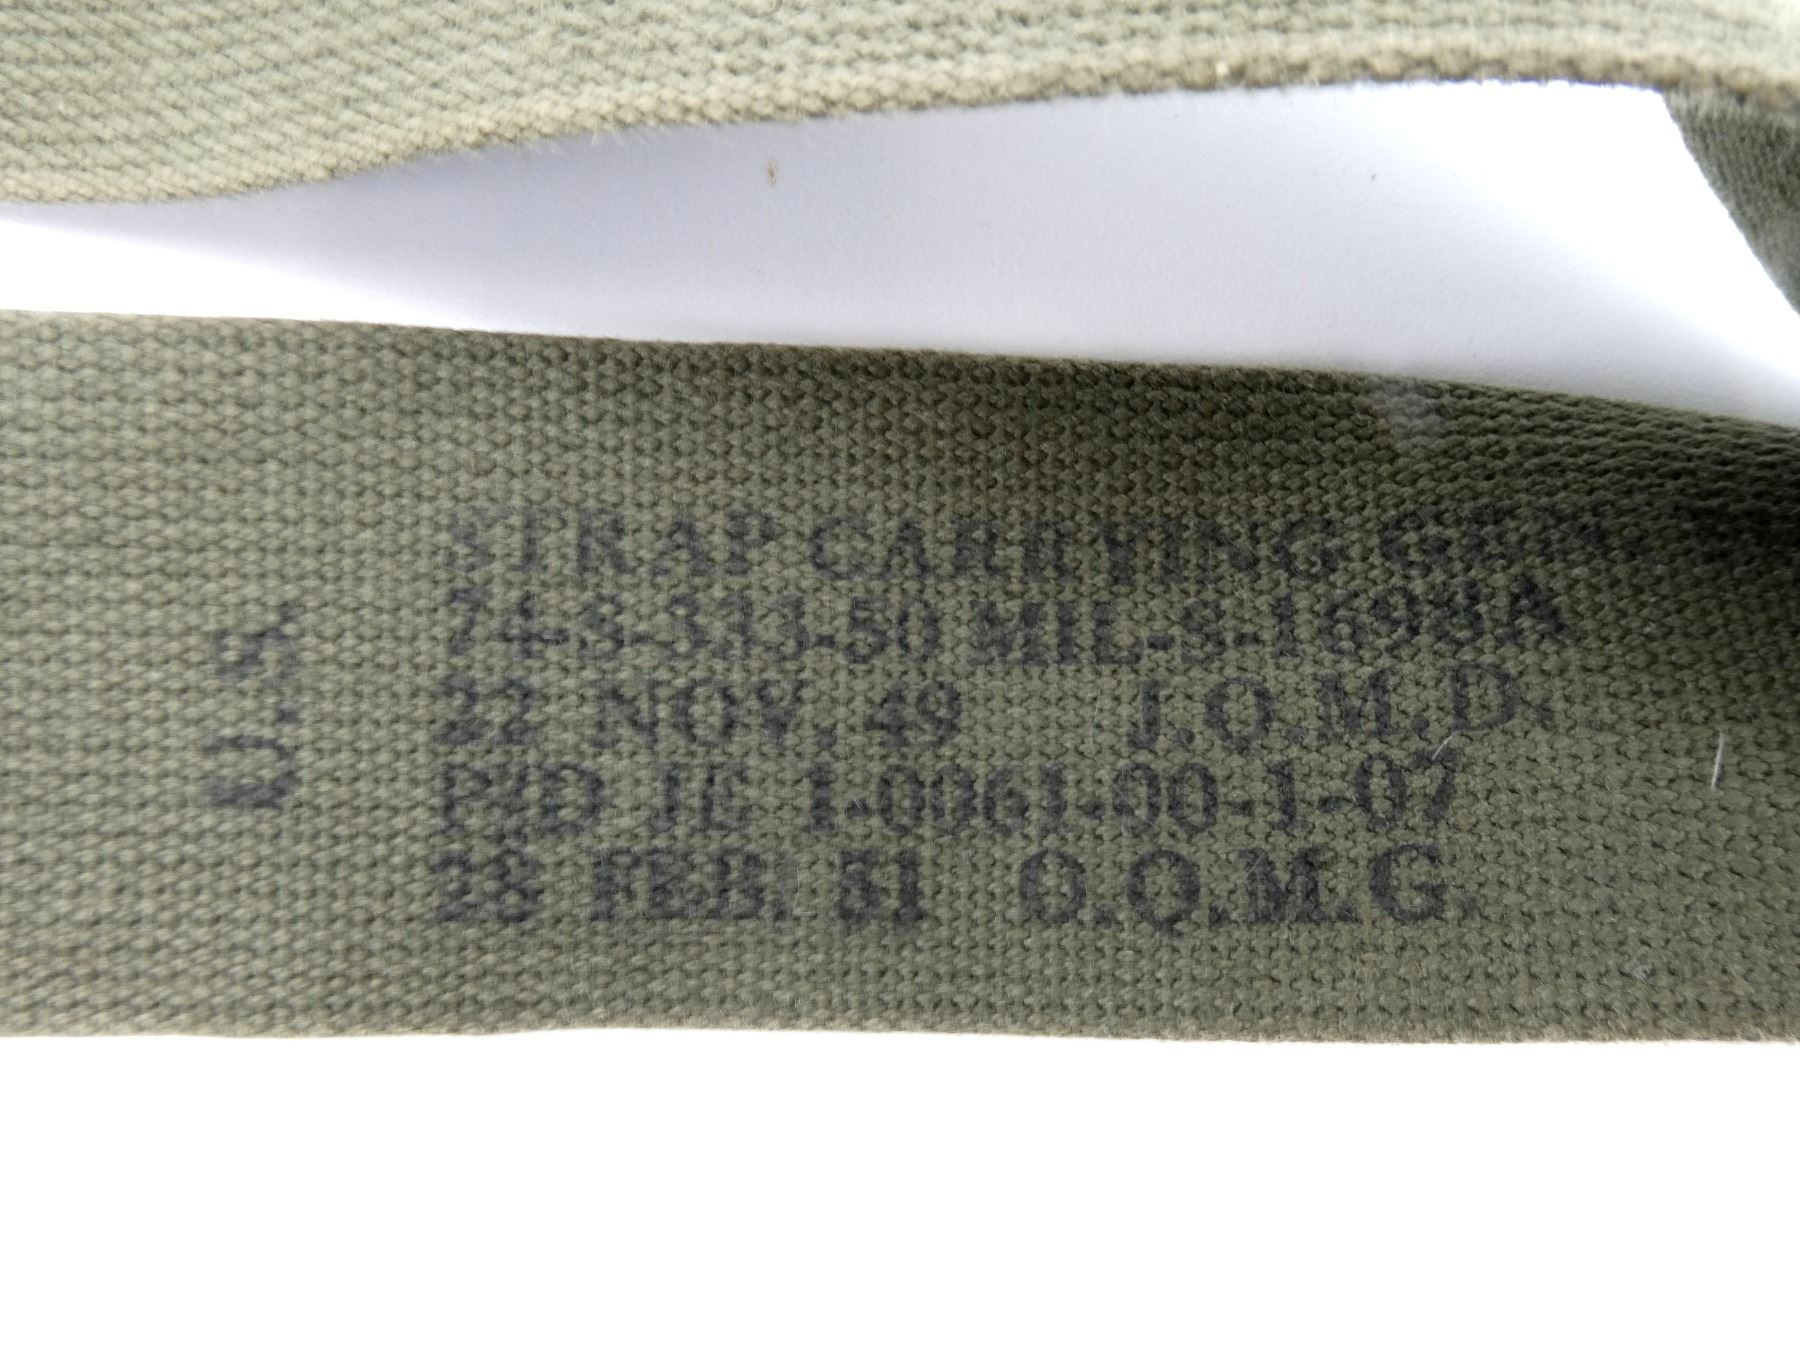 U.S.
STRAP CARRYING GEN.
74-S-333-50 MIL-S-1698A
22 NOV. 49 J.Q.M.D.
P/D JE 1-0061-00-1-07
28 FEB. 51 O.Q.M.G.